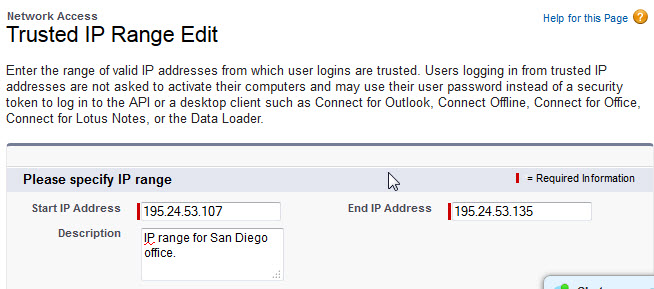 Network Access
Trusted IP Range Edit
Help for this Page ?
Enter the range of valid IP addresses from which user logins are trusted. Users logging in from trusted IP
addresses are not asked to activate their computers and may use their user password instead of a security
token to log in to the API or a desktop client such as Connect for Outlook, Connect Offline, Connect for Office,
Connect for Lotus Notes, or the Data Loader.
Please specify IP range
= Required Information
Start IP Address 195.24.53.107
End IP Address 195.24.53.135
Description IP range for San Diego
office.